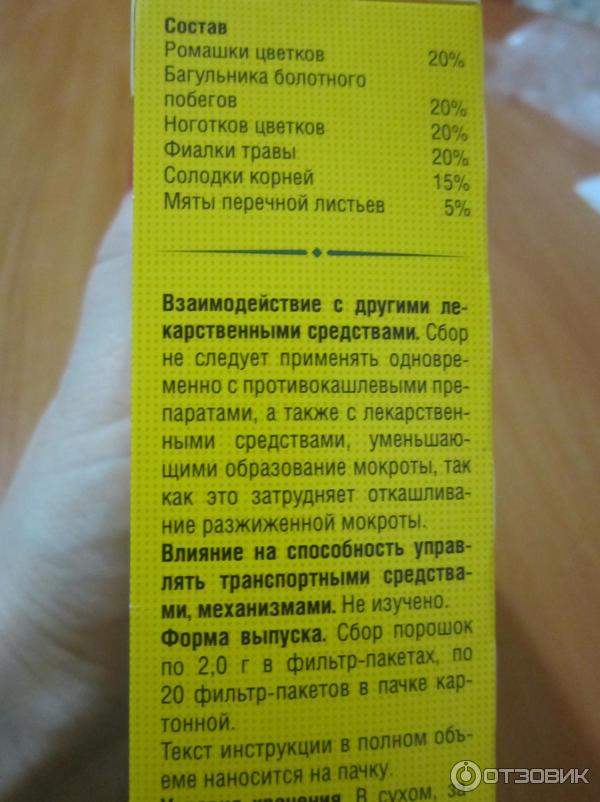 Состав
Ромашки цветков 20%
Багульника болотного
побегов 20%
Ноготков цветков 20%
Фиалки травы 20%
Солодки корней 15%
Мяты перечной листьев 5%
Взаимодействие с другими ле-
карственными средствами. Сбор
не следует применять одновре-
менно с противокашлевыми пре-
паратами, а также с лекарствен-
ными средствами, уменьшаю-
щими образование мокроты, так
как это затрудняет откашлива-
ние разжиженной мокроты.
Влияние на способность управ-
лять транспортными средства-
ми, механизмами. Не изучено.
Форма выпуска. Сбор порошок
по 2,0 г в фильтр-пакетах, по
20 фильтр-пакетов в пачке кар-
тонной.
Текст инструкции в полном объ-
еме наносится на пачку.
Условия хранения. В сухом, за-
ОТЗОВИК